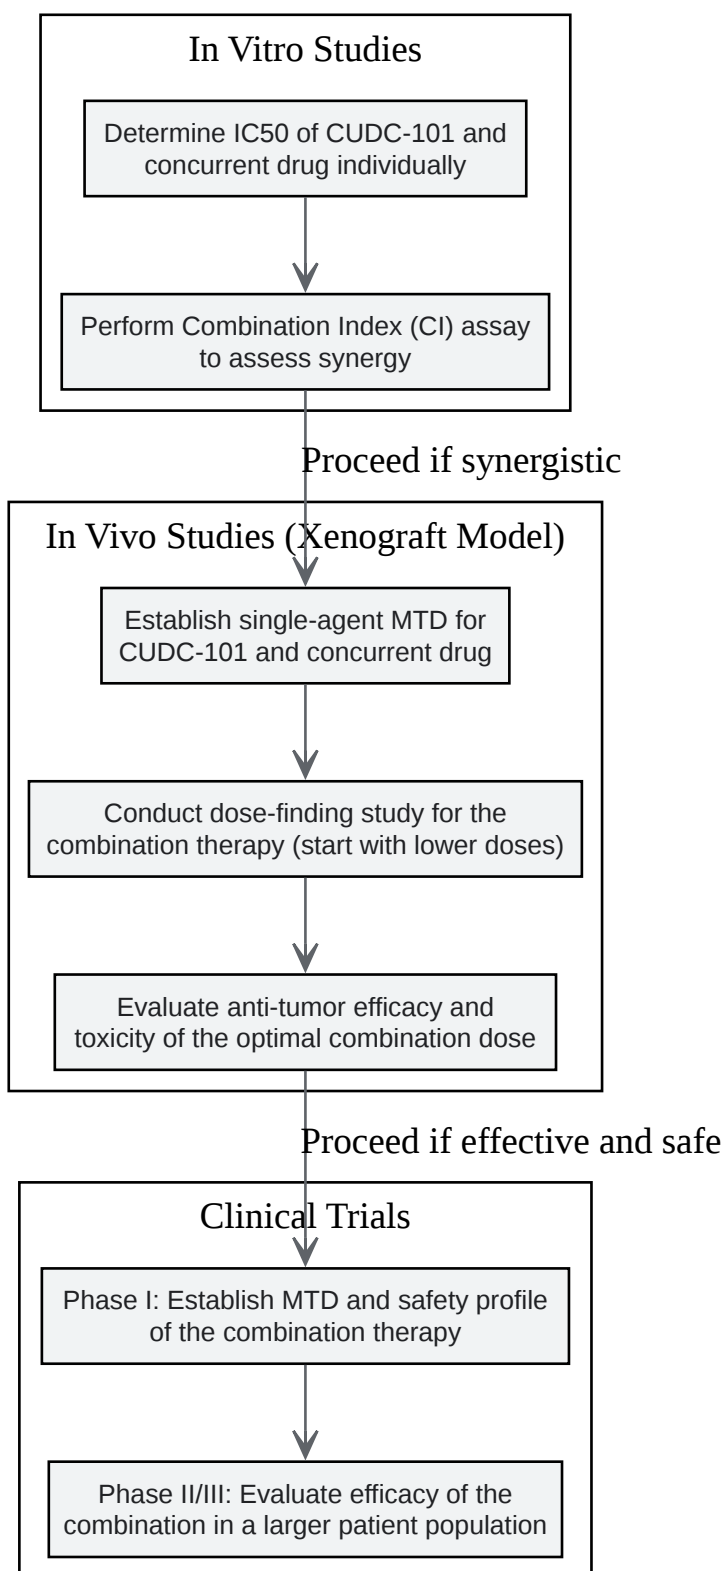 In Vitro Studies
Determine IC50 of CUDC-101 and
concurrent drug individually
Perform Combination Index (CI) assay
to assess synergy
Proceed if synergistic
In Vivo Studies (Xenograft Model)
Establish single-agent MTD for
CUDC-101 and concurrent drug
Conduct dose-finding study for the
combination therapy (start with lower doses)
Evaluate anti-tumor efficacy and
toxicity of the optimal combination dose
Proceed if effective and safe
Clinical Trials
Phase I: Establish MTD and safety profile
of the combination therapy
Phase II/III: Evaluate efficacy of the
combination in a larger patient population